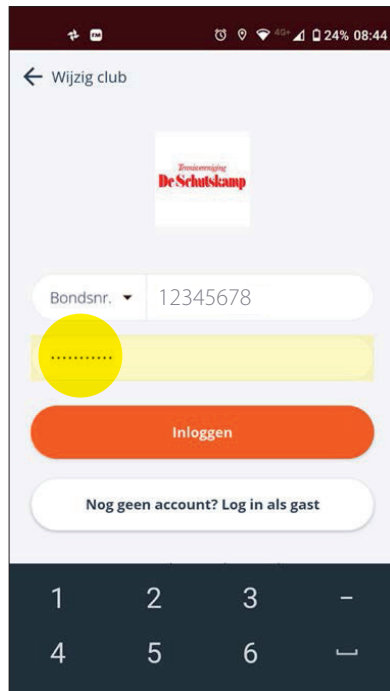 4G+ 24% 08:44
← Wijzig club
Tennisvereniging
De Schutskamp
Bondsnr. 12345678
...........
Inloggen
Nog geen account? Log in als gast
1 2 3 –
4 5 6